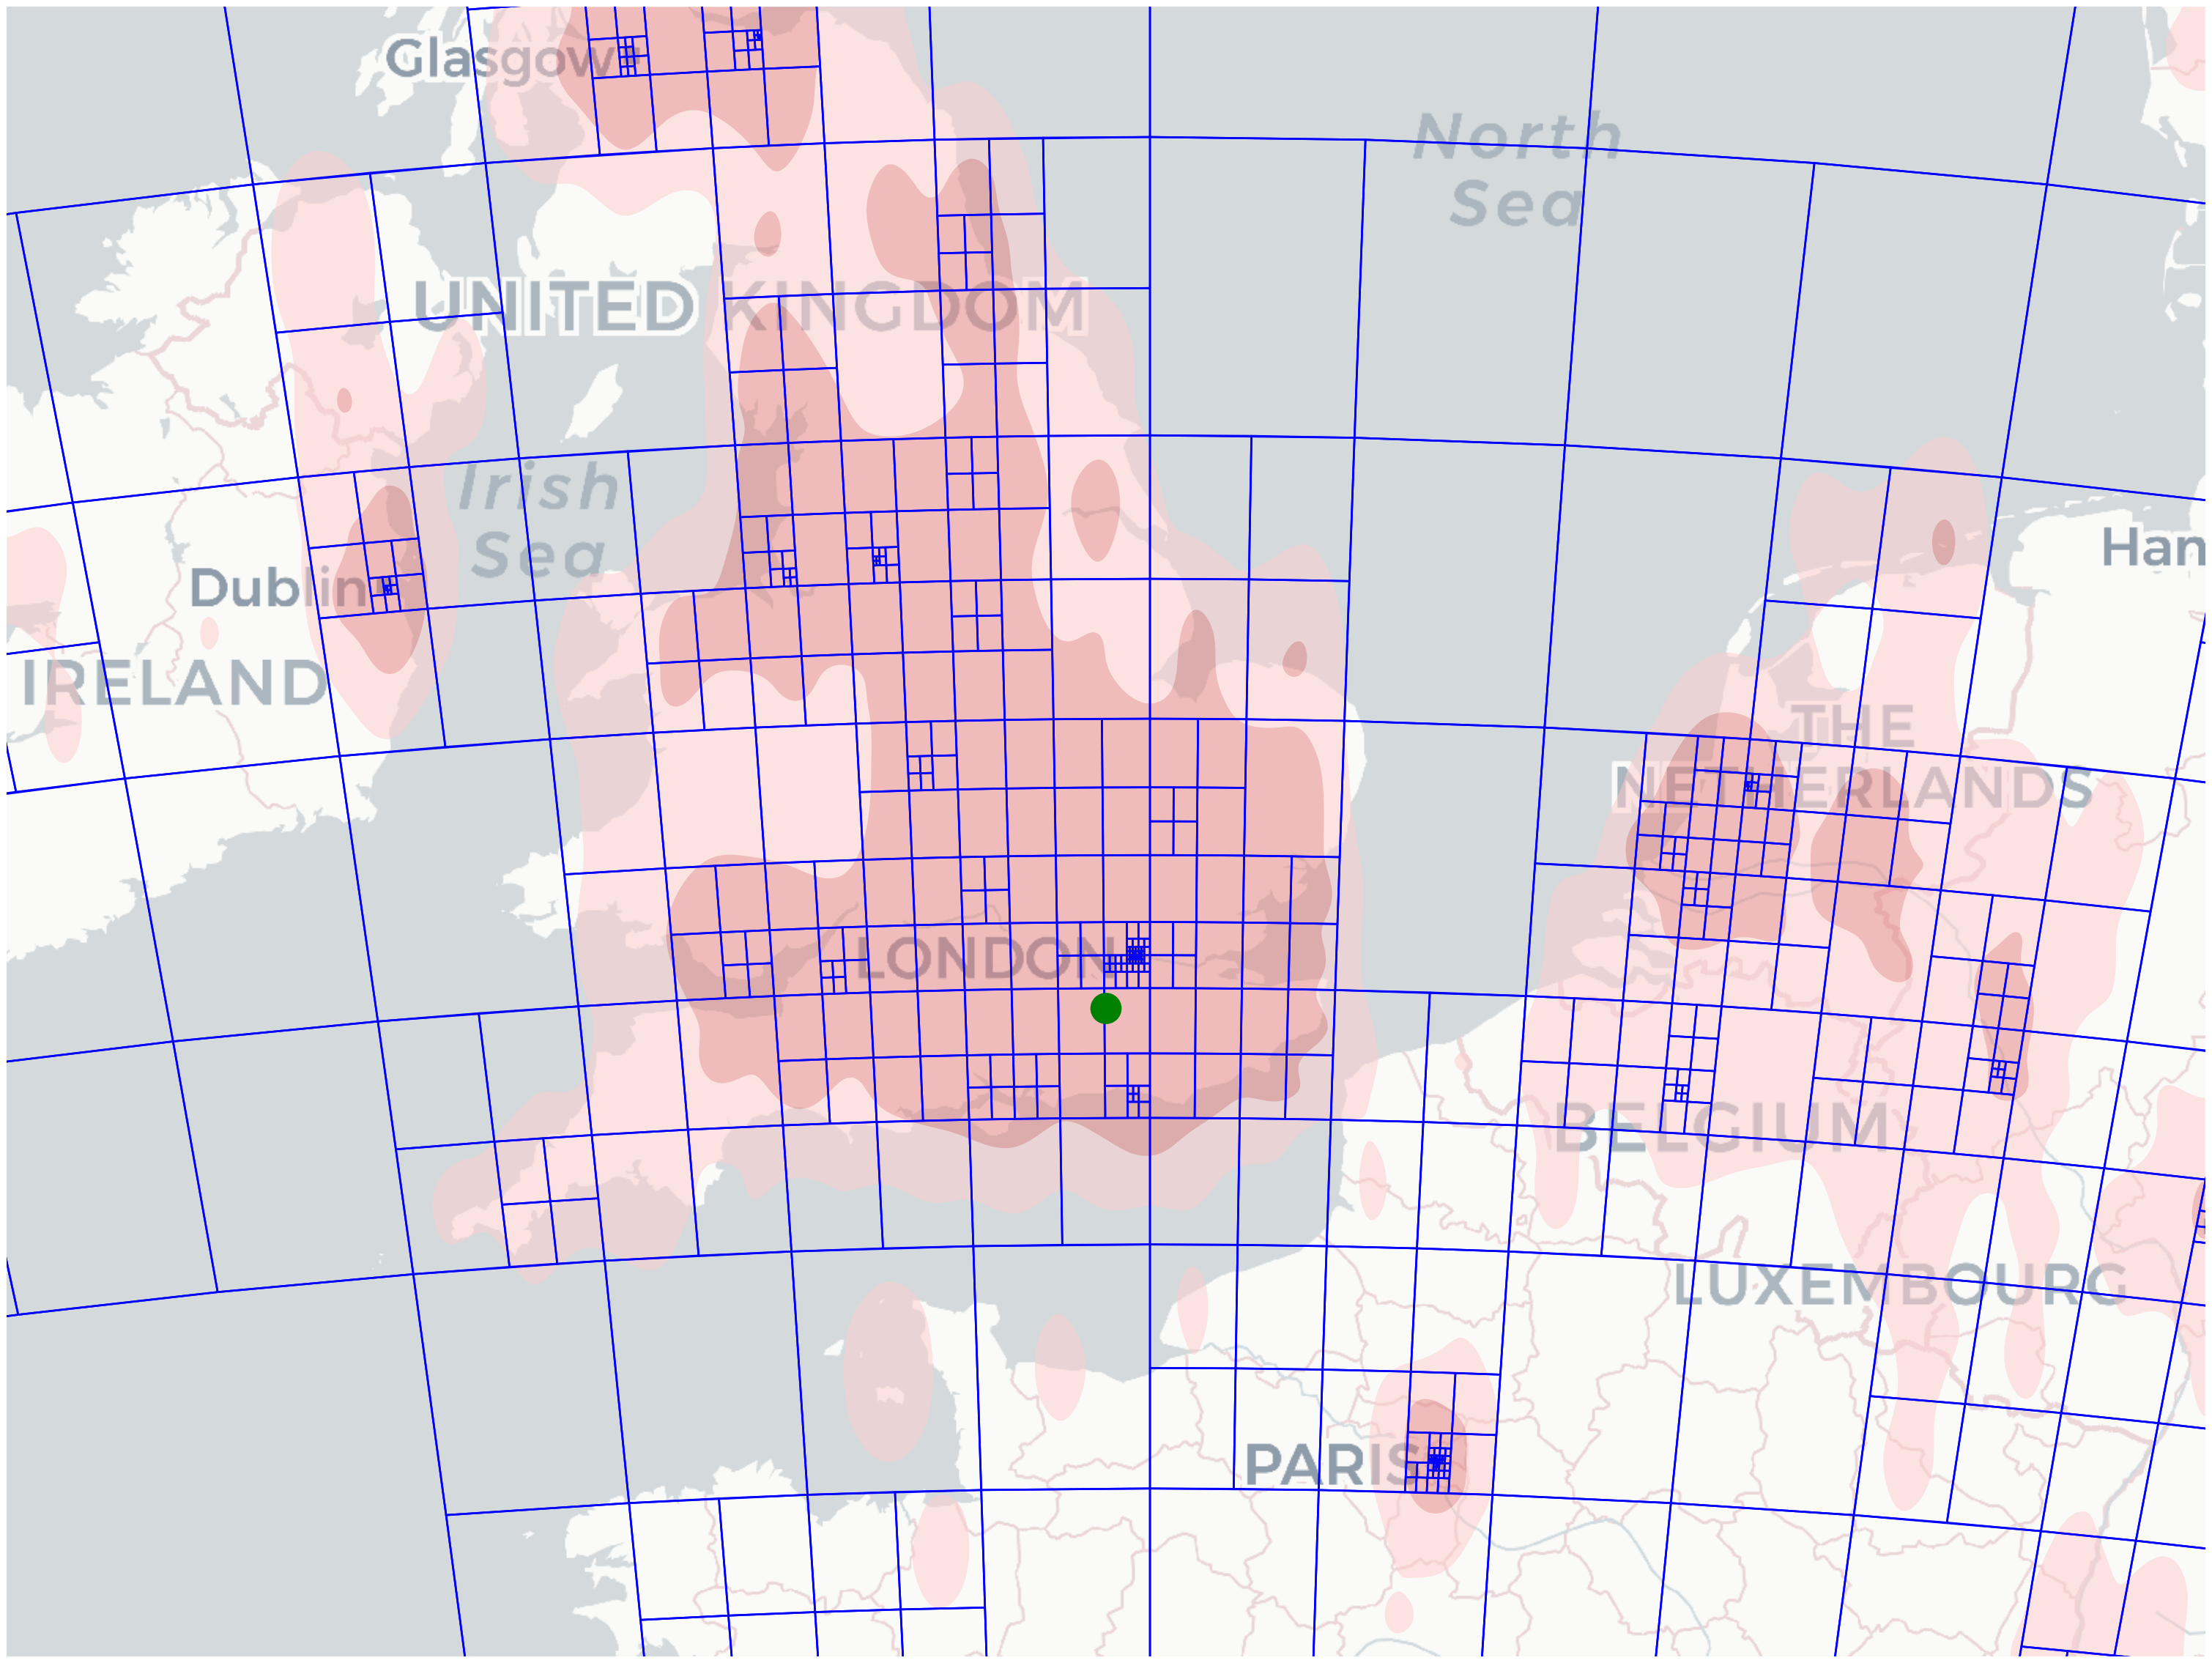 Glasgow
North
Sea
UNITED KINGDOM
Irish
Sea
Dublin
Han
IRELAND
THE
NETHERLANDS
LONDON
BELGIUM
LUXEMBOURG
PARIS